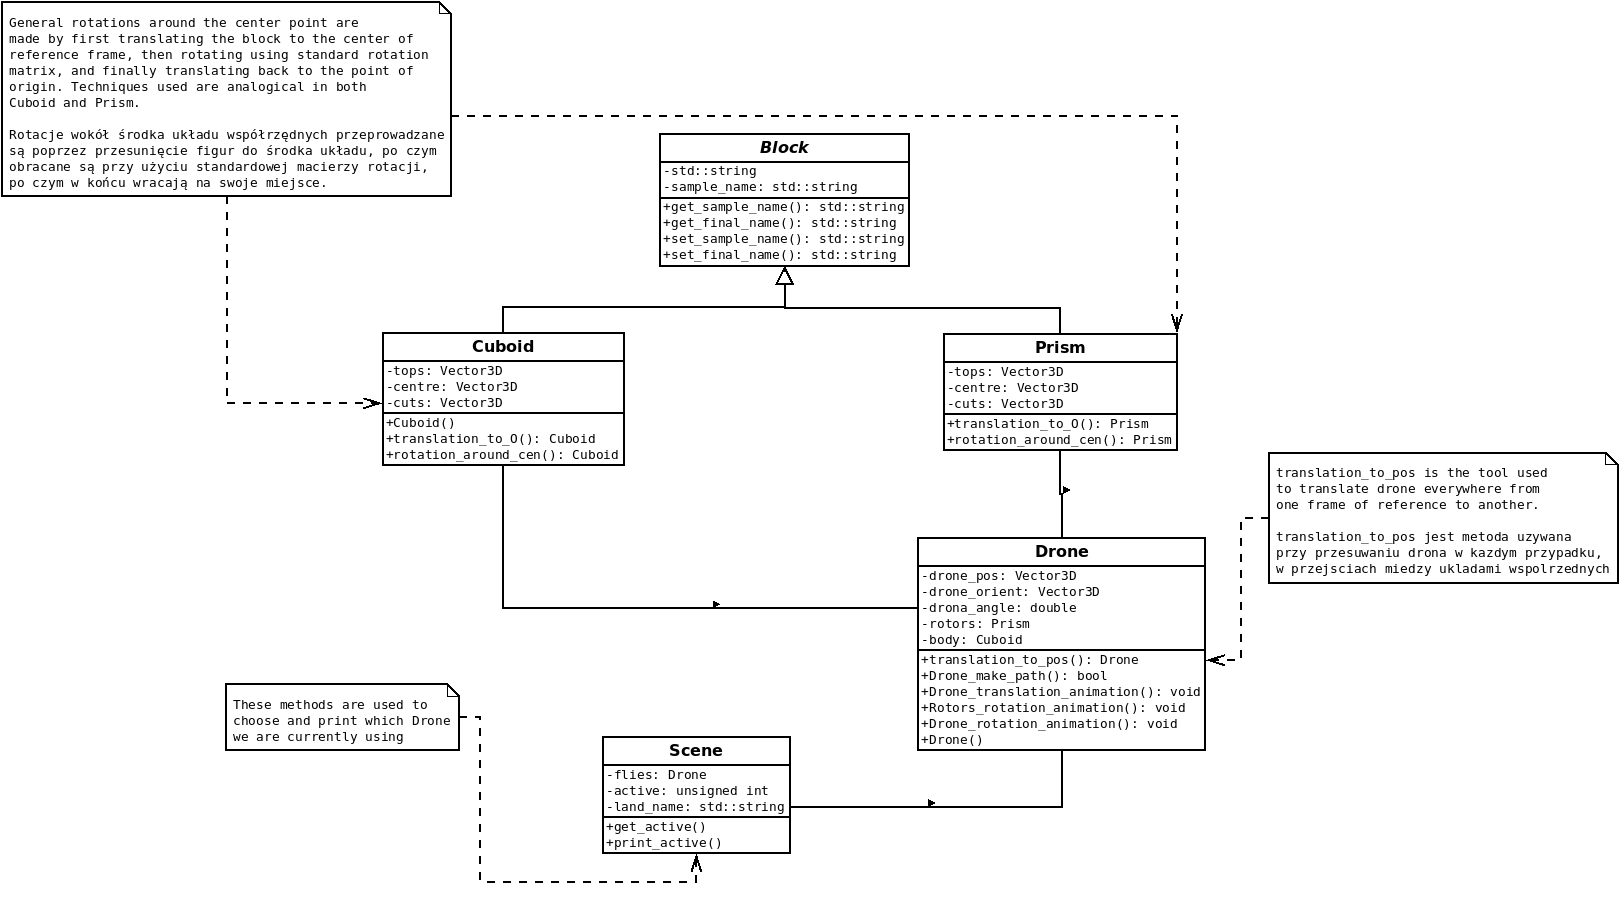 General rotations around the center point are
made by first translating the block to the center of
reference frame, then rotating using standard rotation
matrix, and finally translating back to the point of
origin. Techniques used are analogical in both
Cuboid and Prism.
Rotacje wokół środka układu współrzędnych przeprowadzane
są poprzez przesunięcie figur do środka układu, po czym
obracane są przy użyciu standardowej macierzy rotacji,
po czym w końcu wracają na swoje miejsce.
Block
-std::string
-sample_name: std::string
+get_sample_name(): std::string
+get_final_name(): std::string
+set_sample_name(): std::string
+set_final_name(): std::string
Cuboid
-tops: Vector3D
-centre: Vector3D
-cuts: Vector3D
+Cuboid()
+translation_to_O(): Cuboid
+rotation_around_cen(): Cuboid
Prism
-tops: Vector3D
-centre: Vector3D
-cuts: Vector3D
+translation_to_O(): Prism
+rotation_around_cen(): Prism
translation_to_pos is the tool used
to translate drone everywhere from
one frame of reference to another.
translation_to_pos jest metoda uzywana
przy przesuwaniu drona w kazdym przypadku,
w przejsciach miedzy ukladami wspolrzednych
Drone
-drone_pos: Vector3D
-drone_orient: Vector3D
-drona_angle: double
-rotors: Prism
-body: Cuboid
+translation_to_pos(): Drone
+Drone_make_path(): bool
+Drone_translation_animation(): void
+Rotors_rotation_animation(): void
+Drone_rotation_animation(): void
+Drone()
These methods are used to
choose and print which Drone
we are currently using
Scene
-flies: Drone
-active: unsigned int
-land_name: std::string
+get_active()
+print_active()